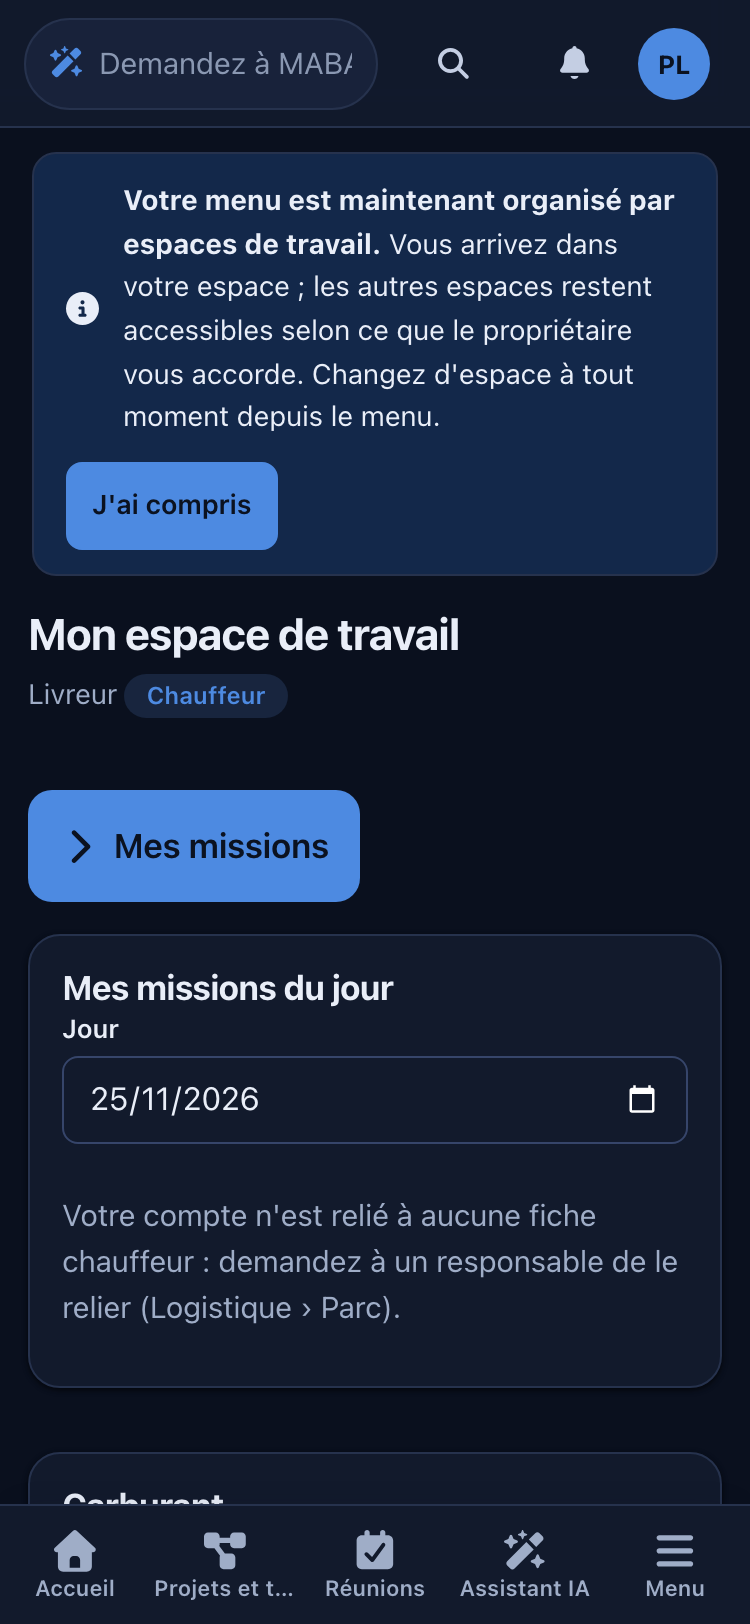 Demandez à MABA
PL
Votre menu est maintenant organisé par
espaces de travail. Vous arrivez dans
votre espace ; les autres espaces restent
accessibles selon ce que le propriétaire
vous accorde. Changez d'espace à tout
moment depuis le menu.
J'ai compris
Mon espace de travail
Livreur Chauffeur
Mes missions
Mes missions du jour
Jour
25/11/2026
Votre compte n'est relié à aucune fiche
chauffeur : demandez à un responsable de le
relier (Logistique › Parc).
Carburant
Accueil
Projets et t...
Réunions
Assistant IA
Menu